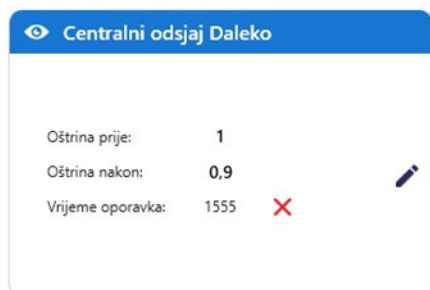 Centralni odsjaj Daleko
Oštrina prije: 1
Oštrina nakon: 0,9
Vrijeme oporavka: 1555